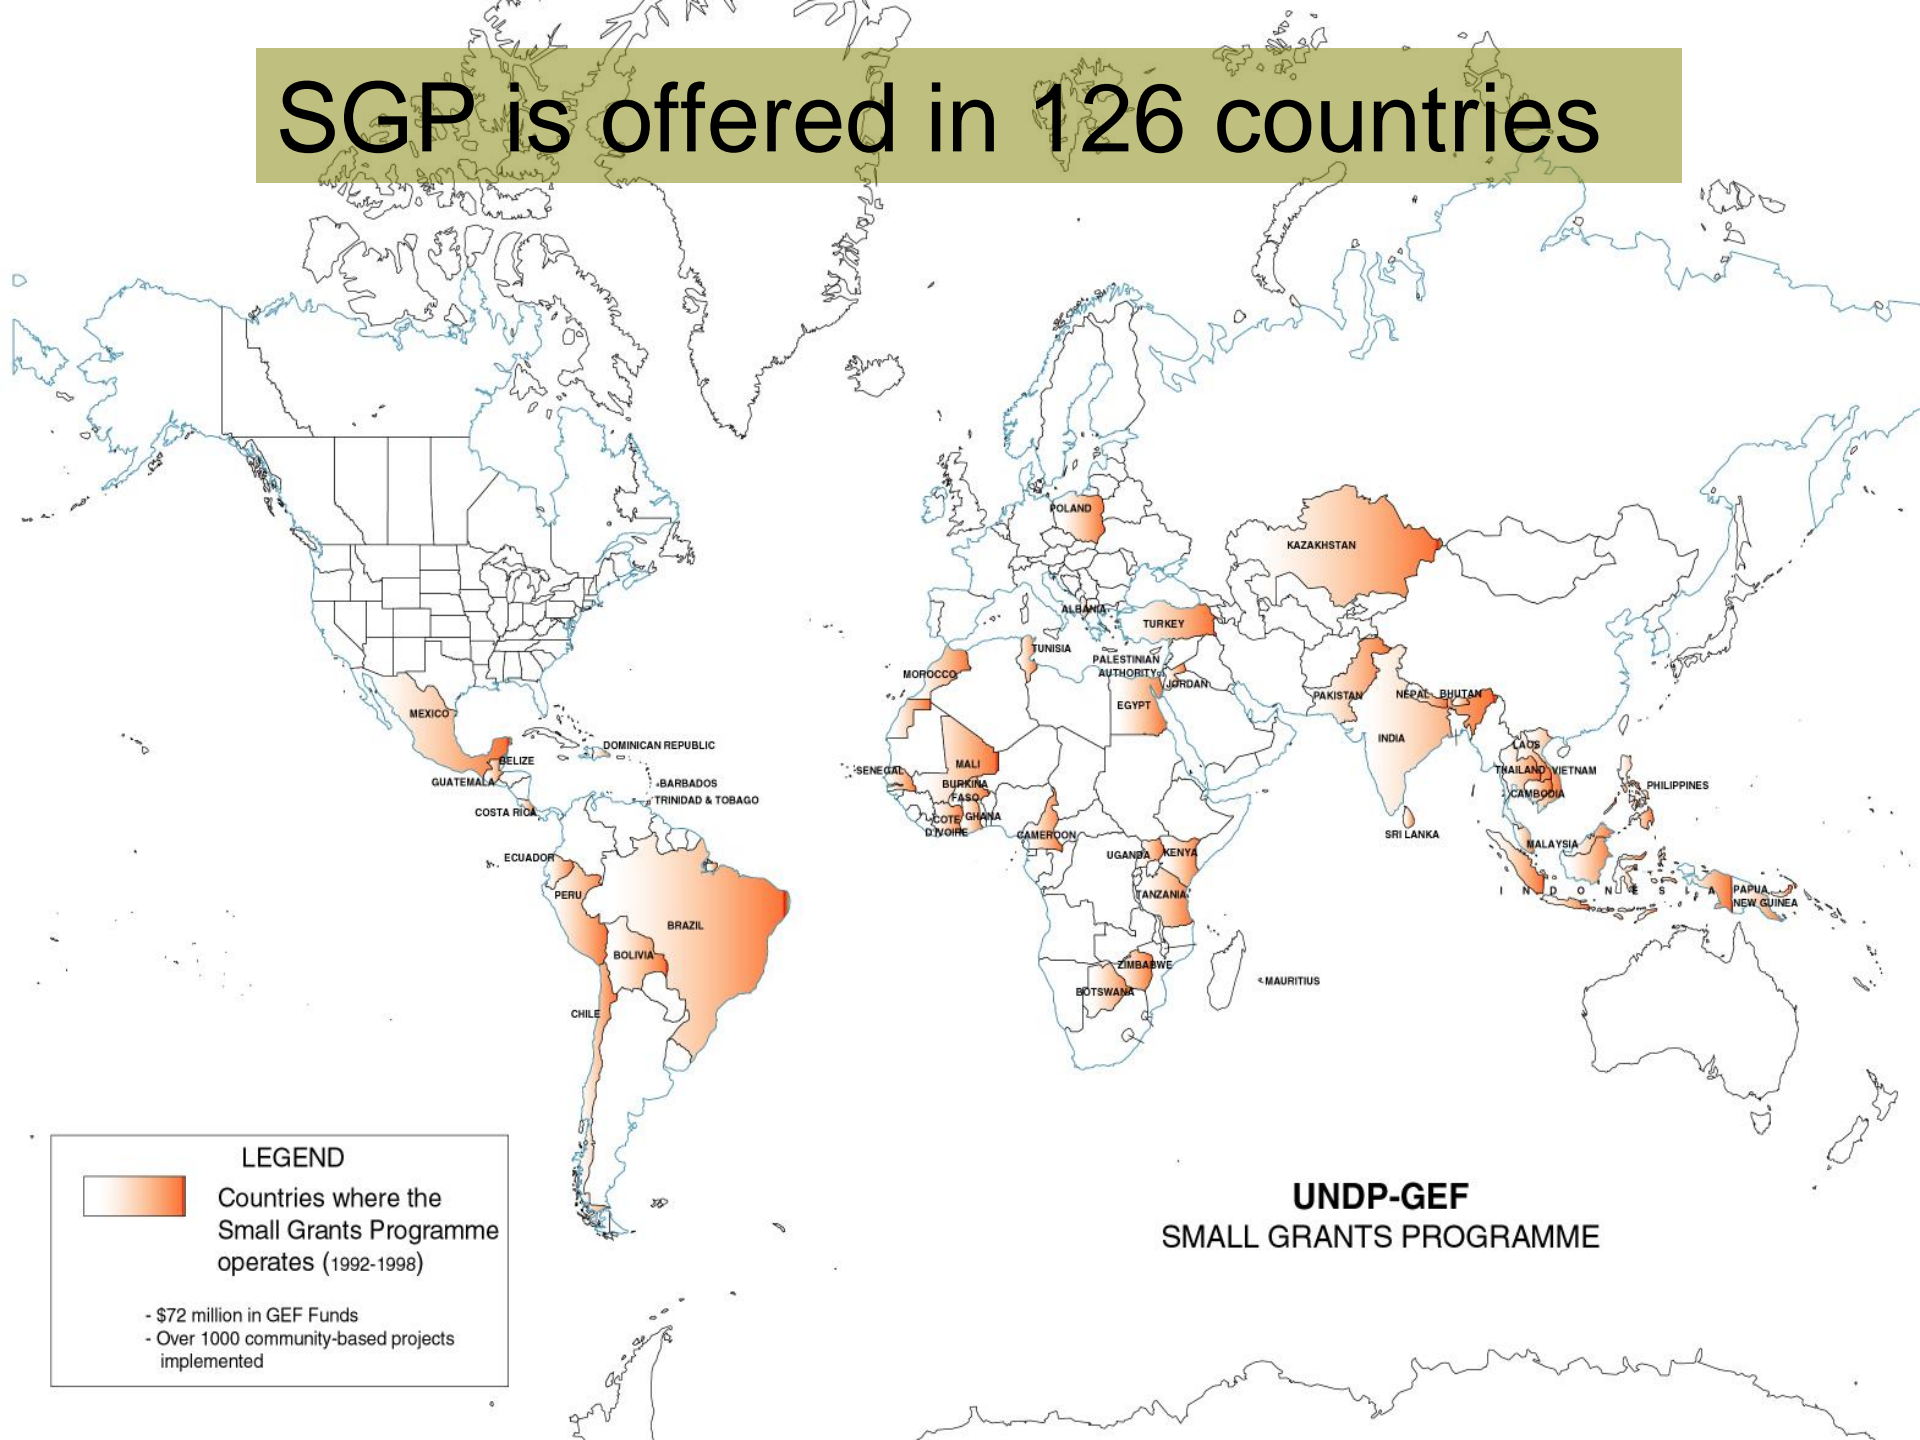 SGP is offered in 126 countries
POLAND
KAZAKHSTAN
ALBANIA
TURKEY
TUNISIA
PALESTINIAN
AUTHORITY
MOROCCO
JORDAN
EGYPT
PAKISTAN
NEPAL
BHUTAN
INDIA
MEXICO
DOMINICAN REPUBLIC
BELIZE
GUATEMALA
BARBADOS
TRINIDAD & TOBAGO
COSTA RICA
SENEGAL
MALI
BURKINA
FASO
COTE
D'IVOIRE
GHANA
CAMEROON
LAOS
THAILAND
VIETNAM
CAMBODIA
PHILIPPINES
SRI LANKA
MALAYSIA
UGANDA
KENYA
TANZANIA
INDONESIA
PAPUA
NEW GUINEA
ECUADOR
PERU
BRAZIL
BOLIVIA
CHILE
ZIMBABWE
BOTSWANA
MAURITIUS
LEGEND
Countries where the
Small Grants Programme
operates (1992-1998)
- $72 million in GEF Funds
- Over 1000 community-based projects
implemented
UNDP-GEF
SMALL GRANTS PROGRAMME